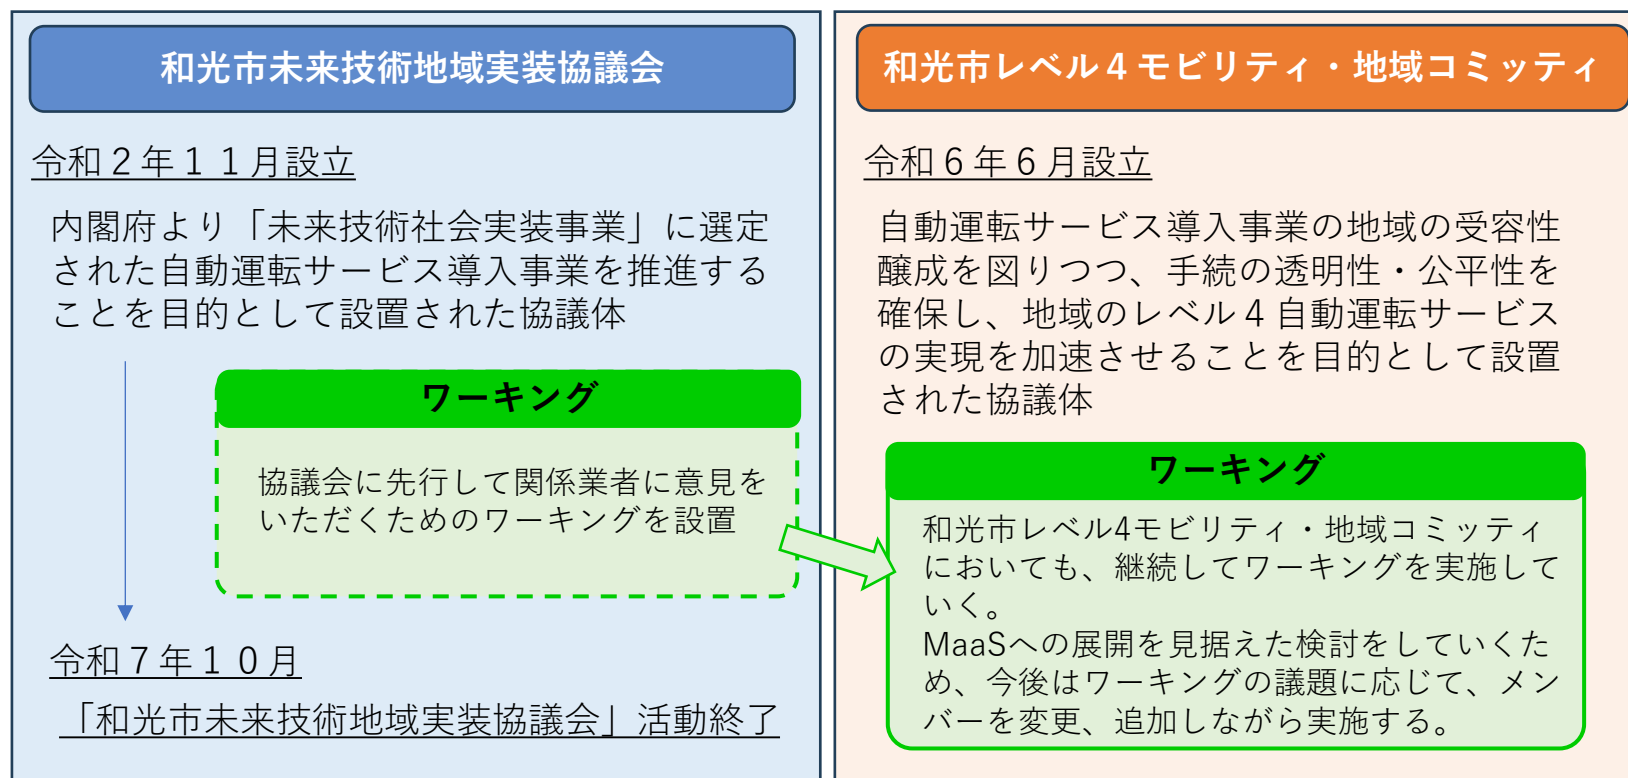 和光市未来技術地域実装協議会
令和２年１１月設立
内閣府より「未来技術社会実装事業」に選定
された自動運転サービス導入事業を推進する
ことを目的として設置された協議体
ワーキング
協議会に先行して関係業者に意見を
いただくためのワーキングを設置
令和７年１０月
「和光市未来技術地域実装協議会」活動終了
和光市レベル４モビリティ・地域コミッティ
令和６年６月設立
自動運転サービス導入事業の地域の受容性
醸成を図りつつ、手続の透明性・公平性を
確保し、地域のレベル４自動運転サービス
の実現を加速させることを目的として設置
された協議体
ワーキング
和光市レベル4モビリティ・地域コミッティ
においても、継続してワーキングを実施して
いく。
MaaSへの展開を見据えた検討をしていくた
め、今後はワーキングの議題に応じて、メン
バーを変更、追加しながら実施する。